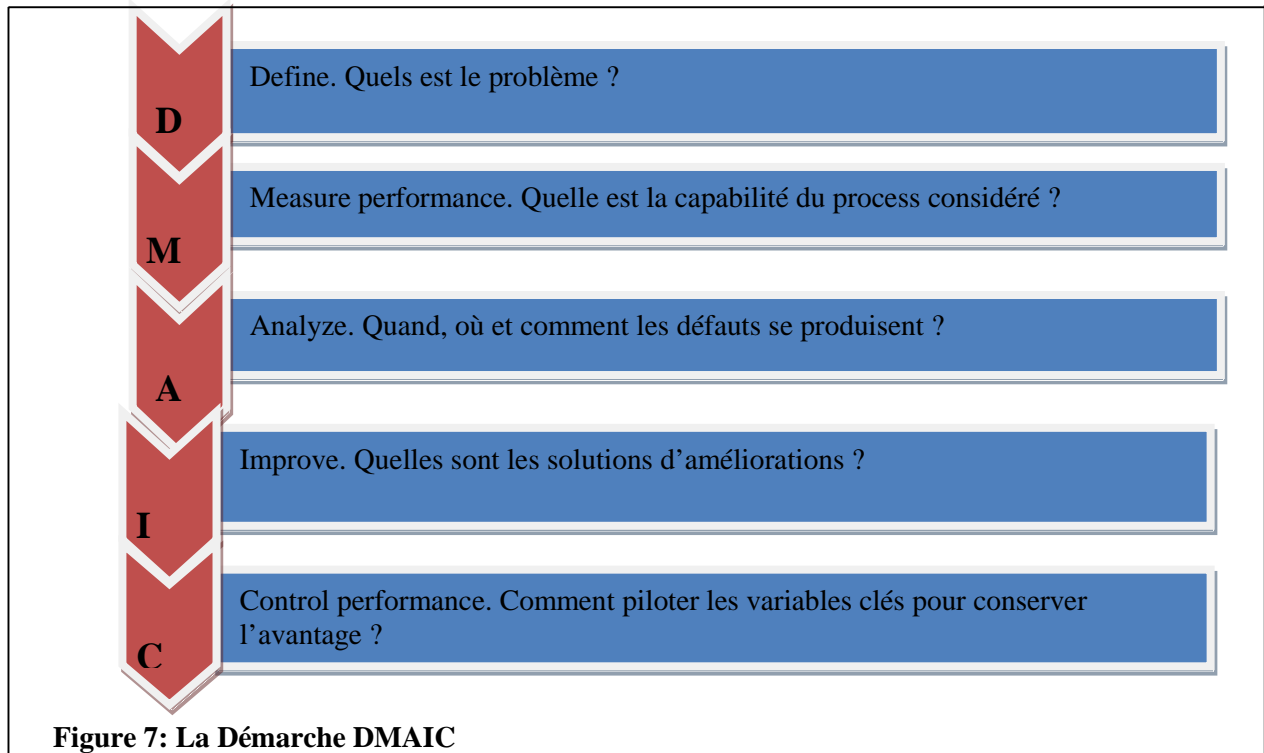 D
Define. Quels est le problème ?
M
Measure performance. Quelle est la capabilité du process considéré ?
A
Analyze. Quand, où et comment les défauts se produisent ?
I
Improve. Quelles sont les solutions d’améliorations ?
C
Control performance. Comment piloter les variables clés pour conserver
l’avantage ?
Figure 7: La Démarche DMAIC